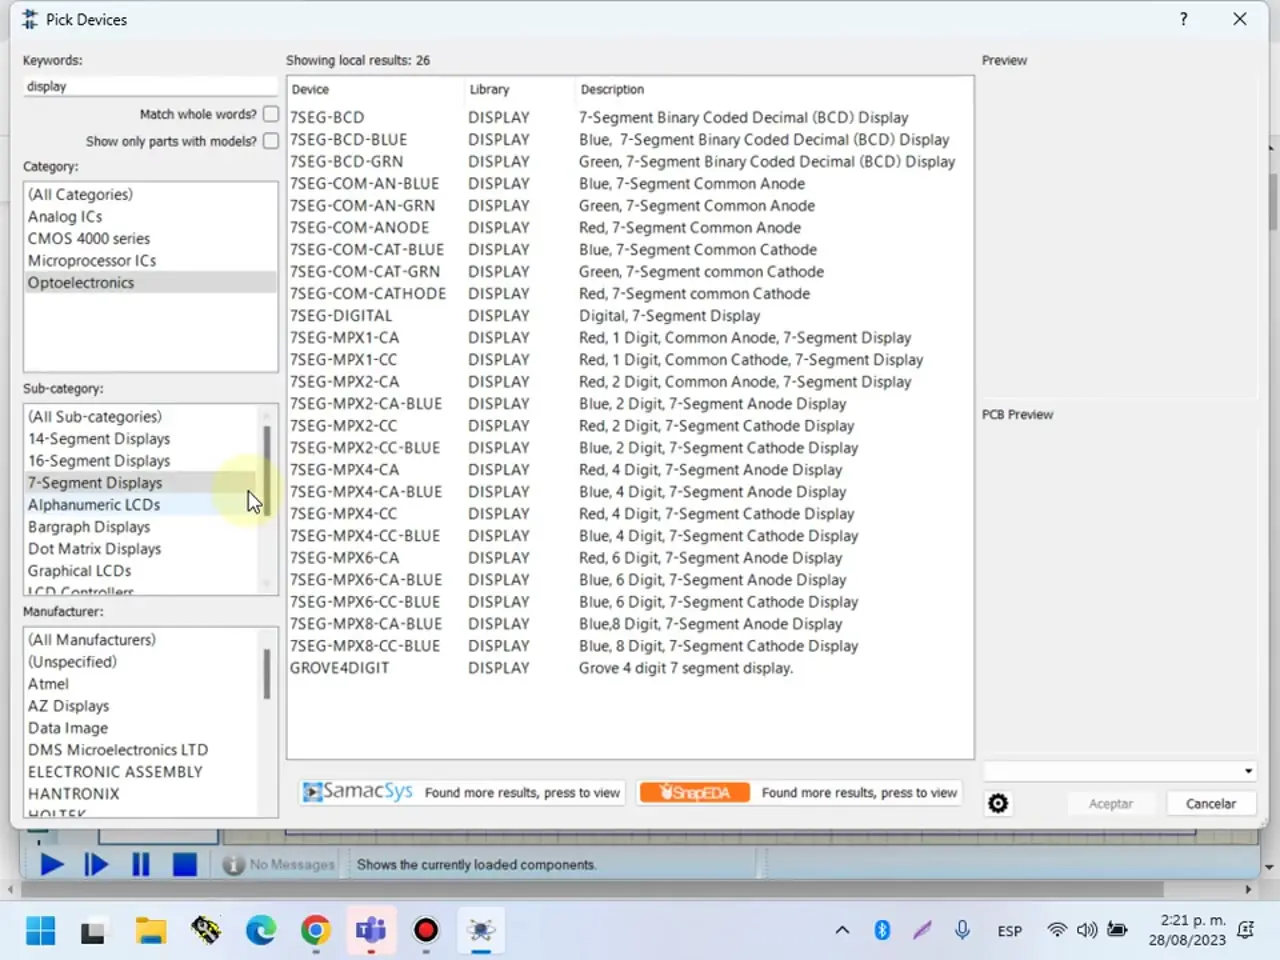 Pick Devices
?
Keywords:
display
Match whole words?
Show only parts with models?
Category:
(All Categories)
Analog ICs
CMOS 4000 series
Microprocessor ICs
Optoelectronics
Sub-category:
(All Sub-categories)
14-Segment Displays
16-Segment Displays
7-Segment Displays
Alphanumeric LCDs
Bargraph Displays
Dot Matrix Displays
Graphical LCDs
LCD Controllers
Manufacturer:
(All Manufacturers)
(Unspecified)
Atmel
AZ Displays
Data Image
DMS Microelectronics LTD
ELECTRONIC ASSEMBLY
HANTRONIX
HOLTEK
Showing local results: 26
Device Library Description
7SEG-BCD DISPLAY 7-Segment Binary Coded Decimal (BCD) Display
7SEG-BCD-BLUE DISPLAY Blue, 7-Segment Binary Coded Decimal (BCD) Display
7SEG-BCD-GRN DISPLAY Green, 7-Segment Binary Coded Decimal (BCD) Display
7SEG-COM-AN-BLUE DISPLAY Blue, 7-Segment Common Anode
7SEG-COM-AN-GRN DISPLAY Green, 7-Segment Common Anode
7SEG-COM-ANODE DISPLAY Red, 7-Segment Common Anode
7SEG-COM-CAT-BLUE DISPLAY Blue, 7-Segment Common Cathode
7SEG-COM-CAT-GRN DISPLAY Green, 7-Segment common Cathode
7SEG-COM-CATHODE DISPLAY Red, 7-Segment common Cathode
7SEG-DIGITAL DISPLAY Digital, 7-Segment Display
7SEG-MPX1-CA DISPLAY Red, 1 Digit, Common Anode, 7-Segment Display
7SEG-MPX1-CC DISPLAY Red, 1 Digit, Common Cathode, 7-Segment Display
7SEG-MPX2-CA DISPLAY Red, 2 Digit, Common Anode, 7-Segment Display
7SEG-MPX2-CA-BLUE DISPLAY Blue, 2 Digit, 7-Segment Anode Display
7SEG-MPX2-CC DISPLAY Red, 2 Digit, 7-Segment Cathode Display
7SEG-MPX2-CC-BLUE DISPLAY Blue, 2 Digit, 7-Segment Cathode Display
7SEG-MPX4-CA DISPLAY Red, 4 Digit, 7-Segment Anode Display
7SEG-MPX4-CA-BLUE DISPLAY Blue, 4 Digit, 7-Segment Anode Display
7SEG-MPX4-CC DISPLAY Red, 4 Digit, 7-Segment Cathode Display
7SEG-MPX4-CC-BLUE DISPLAY Blue, 4 Digit, 7-Segment Cathode Display
7SEG-MPX6-CA DISPLAY Red, 6 Digit, 7-Segment Anode Display
7SEG-MPX6-CA-BLUE DISPLAY Blue, 6 Digit, 7-Segment Anode Display
7SEG-MPX6-CC-BLUE DISPLAY Blue, 6 Digit, 7-Segment Cathode Display
7SEG-MPX8-CA-BLUE DISPLAY Blue,8 Digit, 7-Segment Anode Display
7SEG-MPX8-CC-BLUE DISPLAY Blue, 8 Digit, 7-Segment Cathode Display
GROVE4DIGIT DISPLAY Grove 4 digit 7 segment display.
SamacSys Found more results, press to view
SnapEDA Found more results, press to view
Preview
PCB Preview
Aceptar
Cancelar
No Messages
Shows the currently loaded components.
ESP
2:21 p. m.
28/08/2023